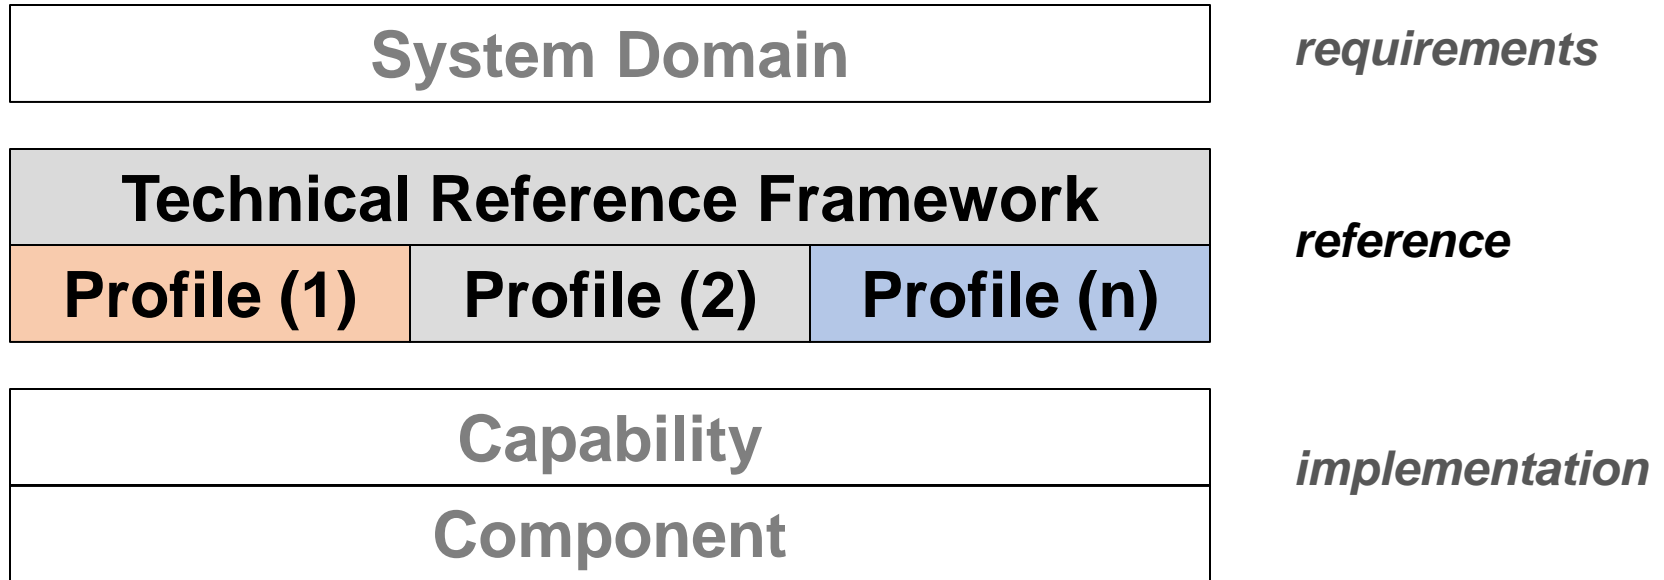 System Domain
requirements
Technical Reference Framework
reference
Profile (1)
Profile (2)
Profile (n)
Capability
implementation
Component